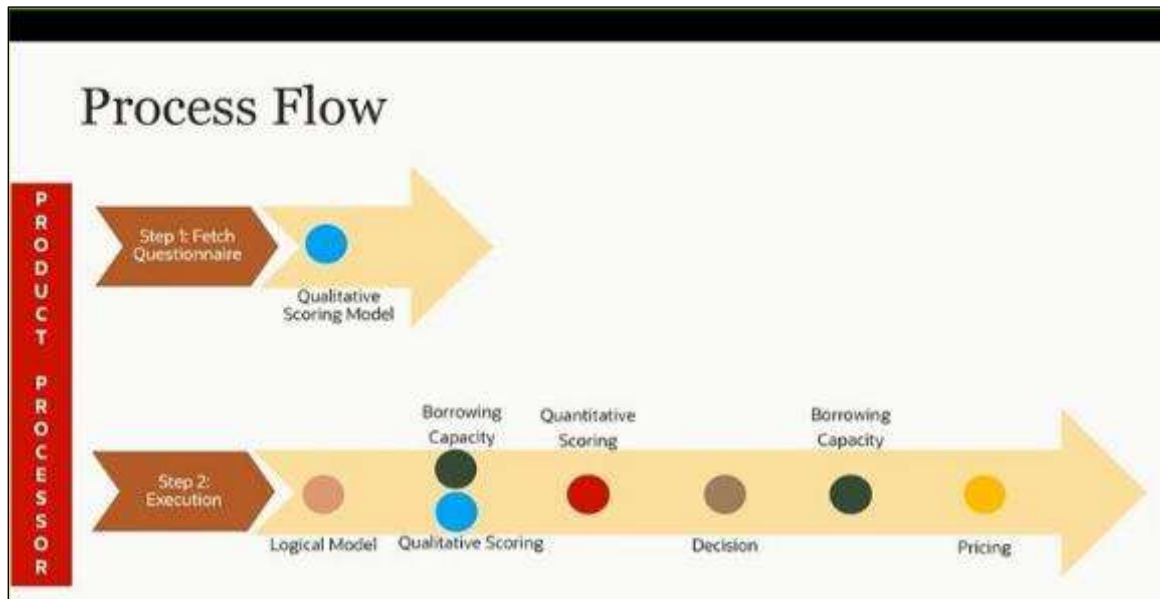 Process Flow
PRODUCT PROCESSOR
Step 1: Fetch
Questionnaire
Qualitative
Scoring Model
Step 2:
Execution
Logical Model
Borrowing
Capacity
Qualitative Scoring
Quantitative
Scoring
Decision
Borrowing
Capacity
Pricing